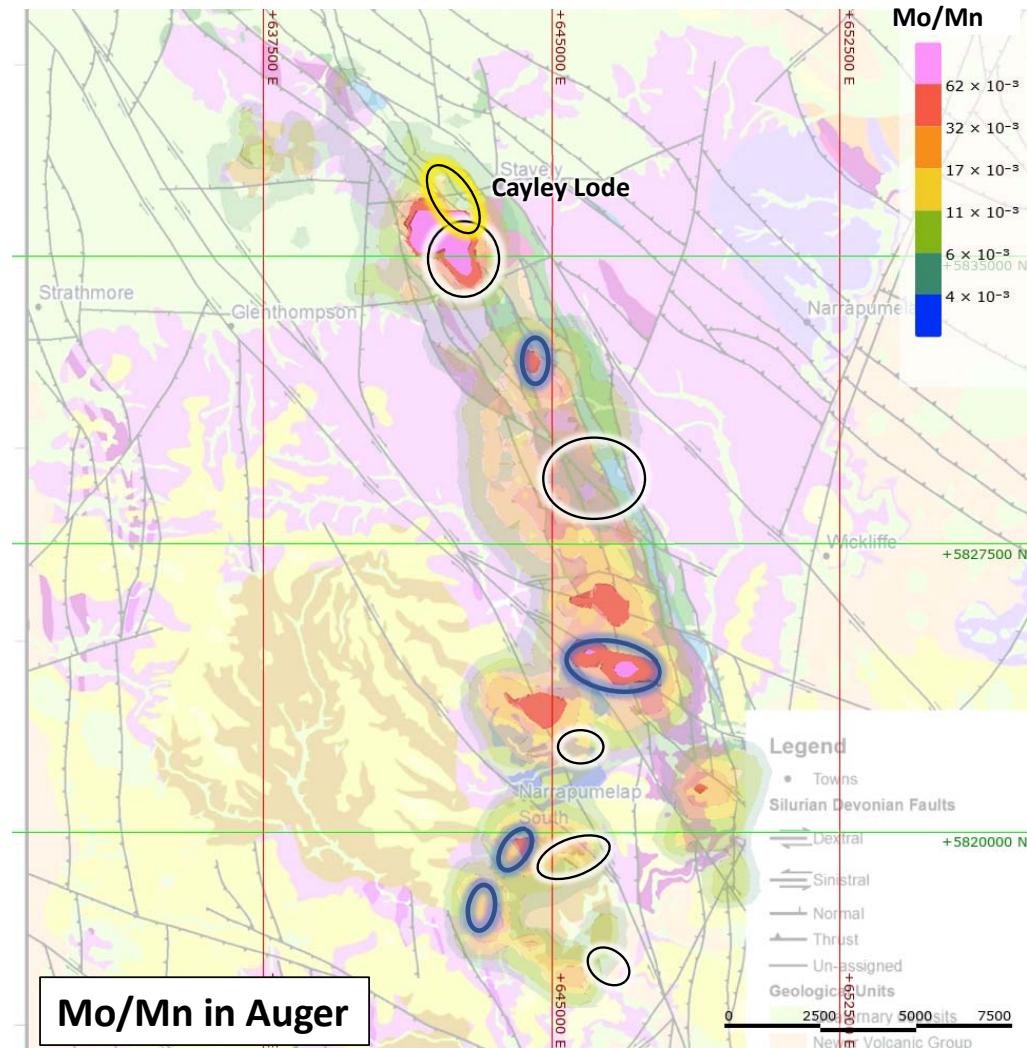 Mo/Mn
62 × 10⁻³
32 × 10⁻³
17 × 10⁻³
11 × 10⁻³
6 × 10⁻³
4 × 10⁻³
+637500 E
+645000 E
+652500 E
Stavely
Cayley Lode
+5835000 N
Strathmore
Glenthompson
Narrapumela
Wickliffe
+5827500 N
Legend
Towns
Silurian Devonian Faults
Narrapumelap
South
Dextral
+5820000 N
Sinistral
Normal
Thrust
Un-assigned
Geological Units
+645000 E
+652500 E
Mo/Mn in Auger
0 2500 5000 7500
Newer Volcanic Group